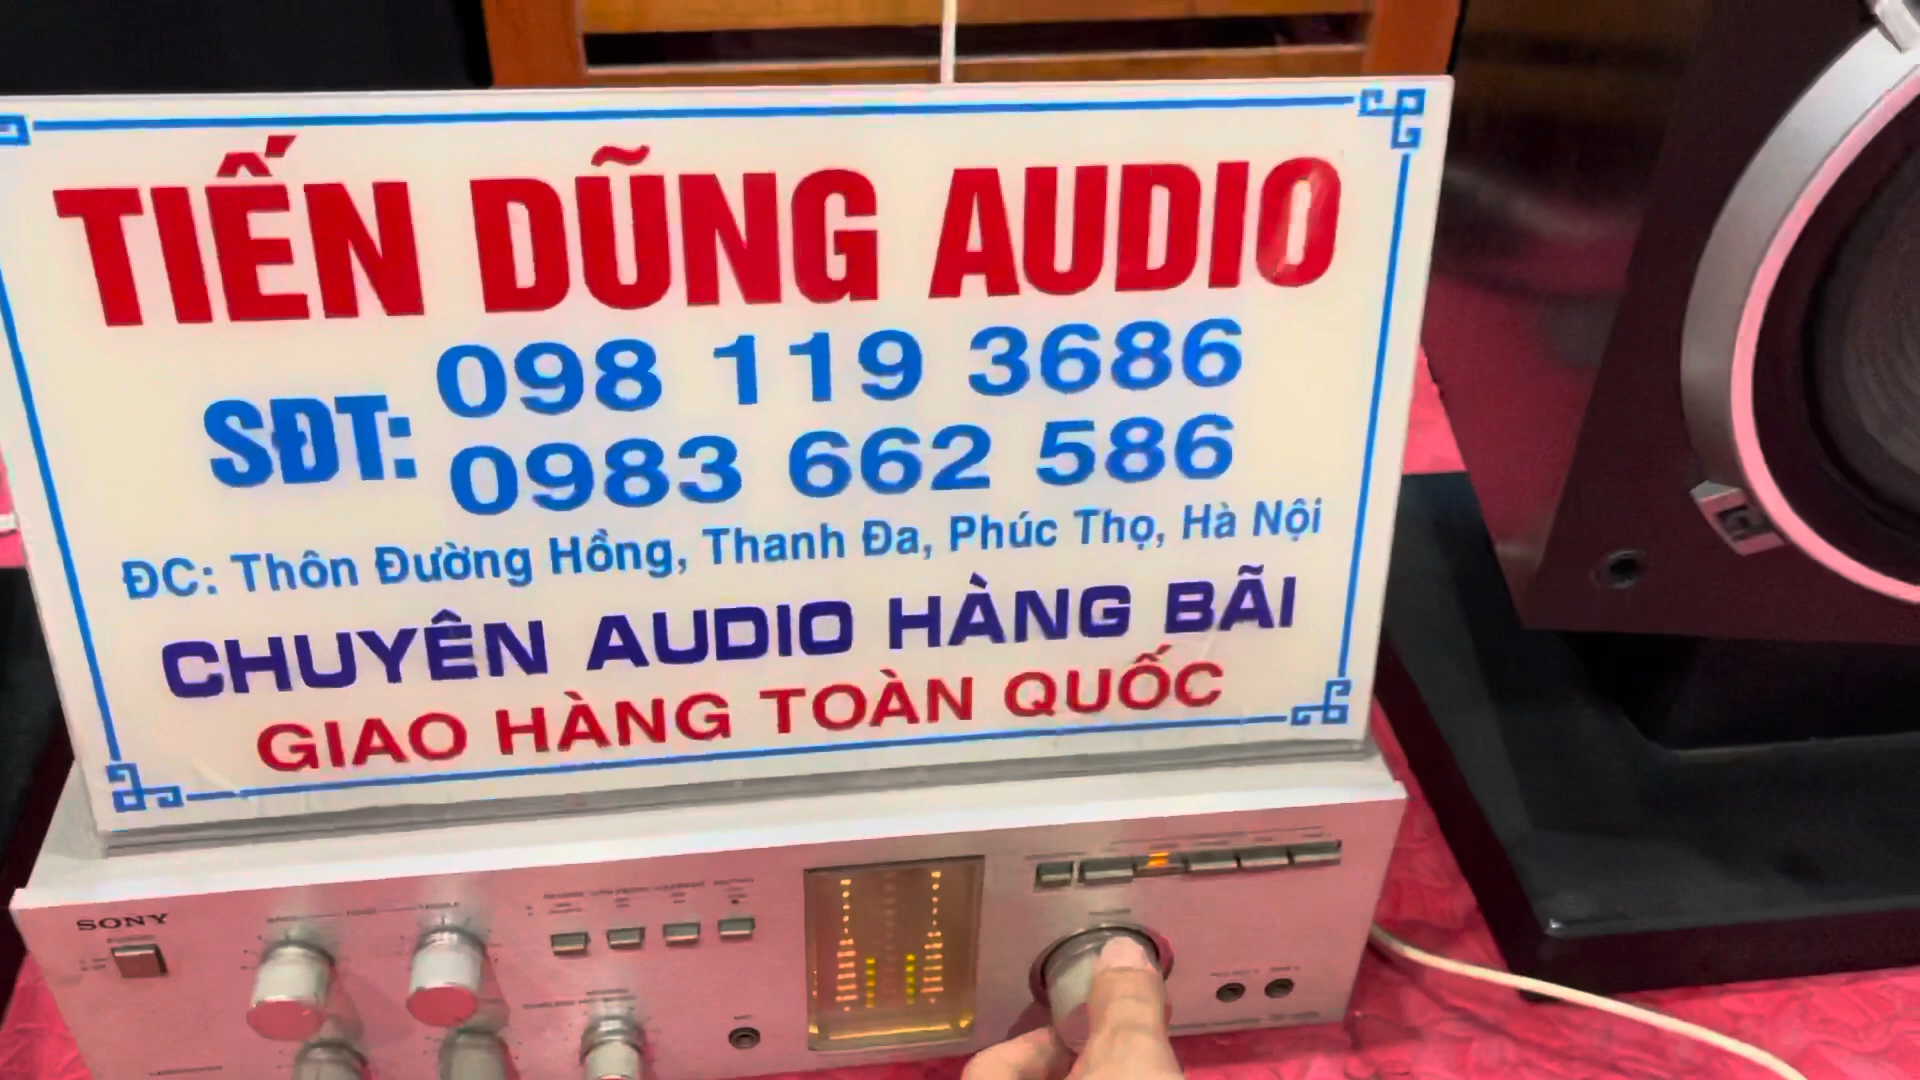 TIẾN DŨNG AUDIO
SĐT: 098 119 3686
0983 662 586
ĐC: Thôn Đường Hồng, Thanh Đa, Phúc Thọ, Hà Nội
CHUYÊN AUDIO HÀNG BÃI
GIAO HÀNG TOÀN QUỐC
SONY